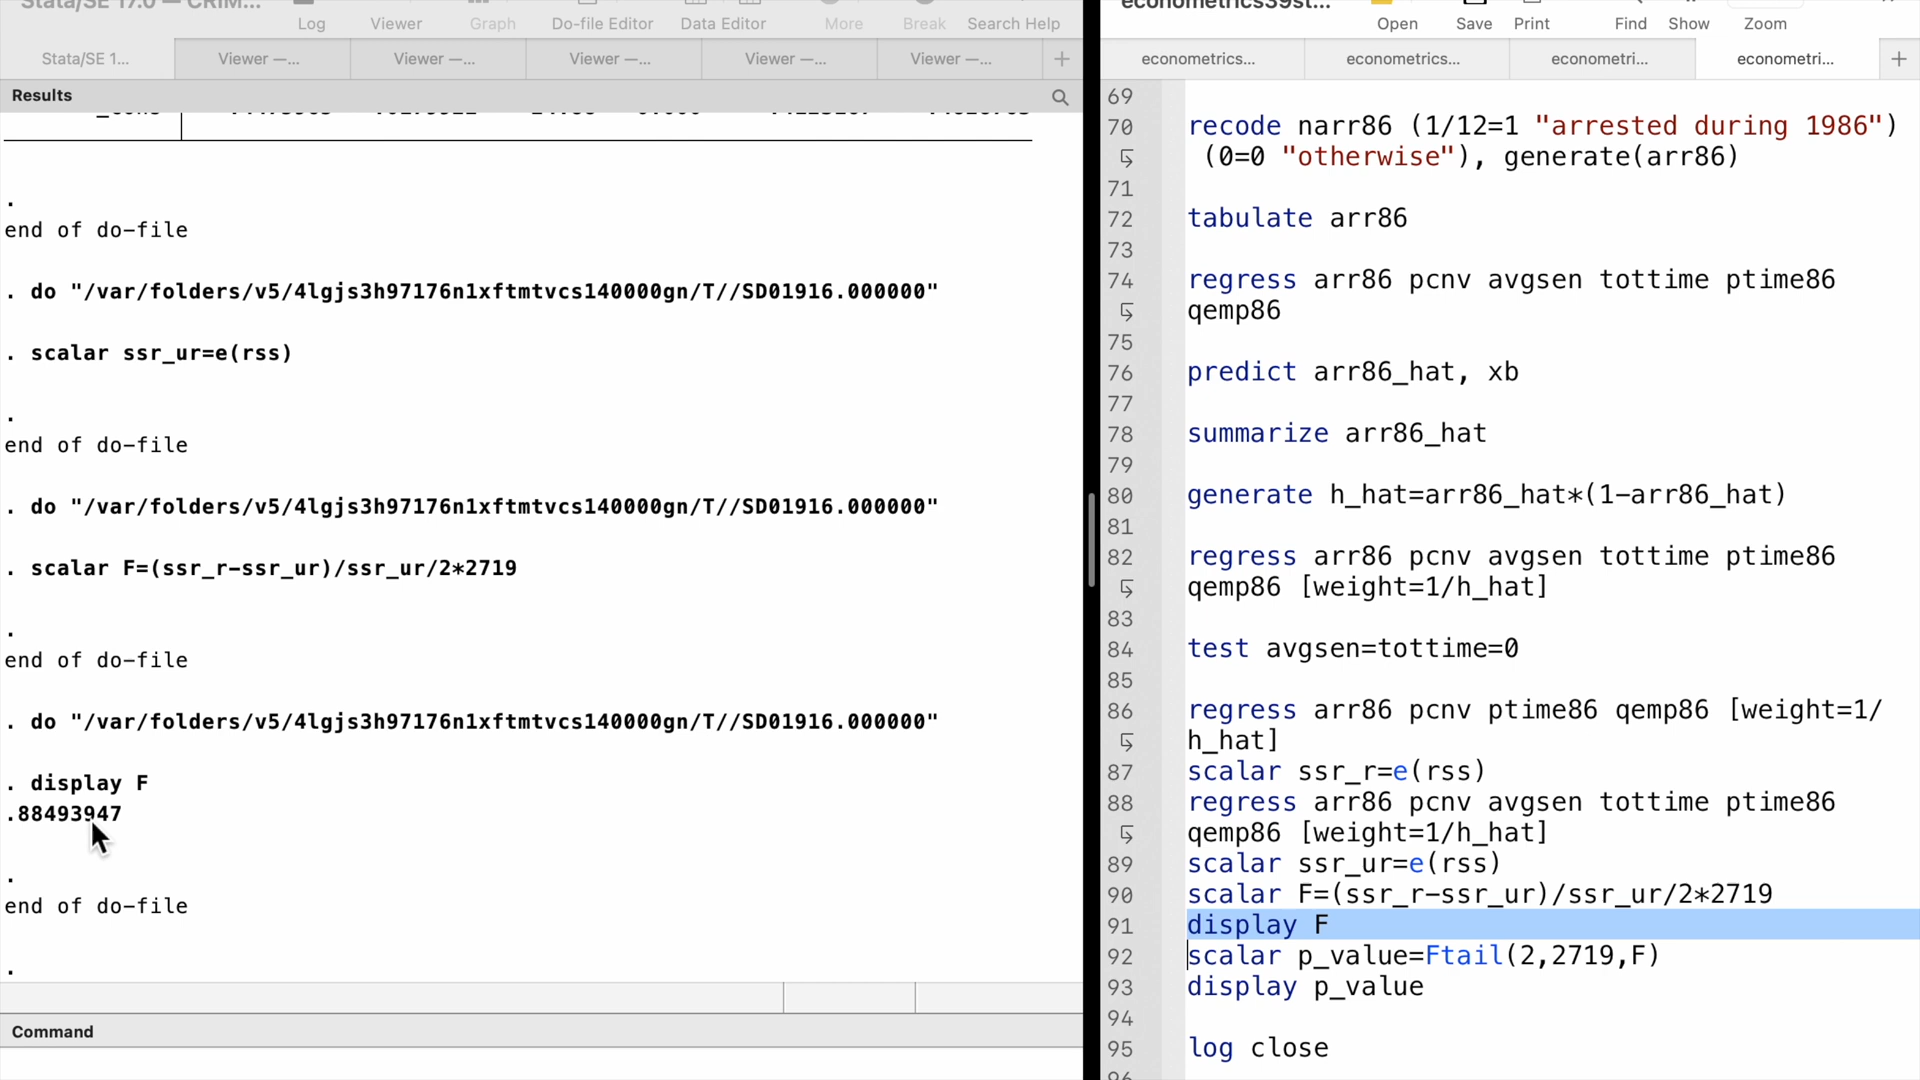 Stata/SE 17.0 — CRIM...
Log Viewer Graph Do-file Editor Data Editor More Break Search Help
Stata/SE 1... Viewer —... Viewer —... Viewer —... Viewer —... Viewer —... +
Results
_cons
.
end of do-file
. do "/var/folders/v5/4lgjs3h97176n1xftmtvcs140000gn/T//SD01916.000000"
. scalar ssr_ur=e(rss)
.
end of do-file
. do "/var/folders/v5/4lgjs3h97176n1xftmtvcs140000gn/T//SD01916.000000"
. scalar F=(ssr_r-ssr_ur)/ssr_ur/2*2719
.
end of do-file
. do "/var/folders/v5/4lgjs3h97176n1xftmtvcs140000gn/T//SD01916.000000"
. display F
.88493947
.
end of do-file
.
Command
econometrics39st...
Open Save Print Find Show Zoom
econometrics... econometrics... econometri... econometri... +
69
70 recode narr86 (1/12=1 "arrested during 1986")
(0=0 "otherwise"), generate(arr86)
71
72 tabulate arr86
73
74 regress arr86 pcnv avgsen tottime ptime86
qemp86
75
76 predict arr86_hat, xb
77
78 summarize arr86_hat
79
80 generate h_hat=arr86_hat*(1-arr86_hat)
81
82 regress arr86 pcnv avgsen tottime ptime86
qemp86 [weight=1/h_hat]
83
84 test avgsen=tottime=0
85
86 regress arr86 pcnv ptime86 qemp86 [weight=1/
h_hat]
87 scalar ssr_r=e(rss)
88 regress arr86 pcnv avgsen tottime ptime86
qemp86 [weight=1/h_hat]
89 scalar ssr_ur=e(rss)
90 scalar F=(ssr_r-ssr_ur)/ssr_ur/2*2719
91 display F
92 scalar p_value=Ftail(2,2719,F)
93 display p_value
94
95 log close